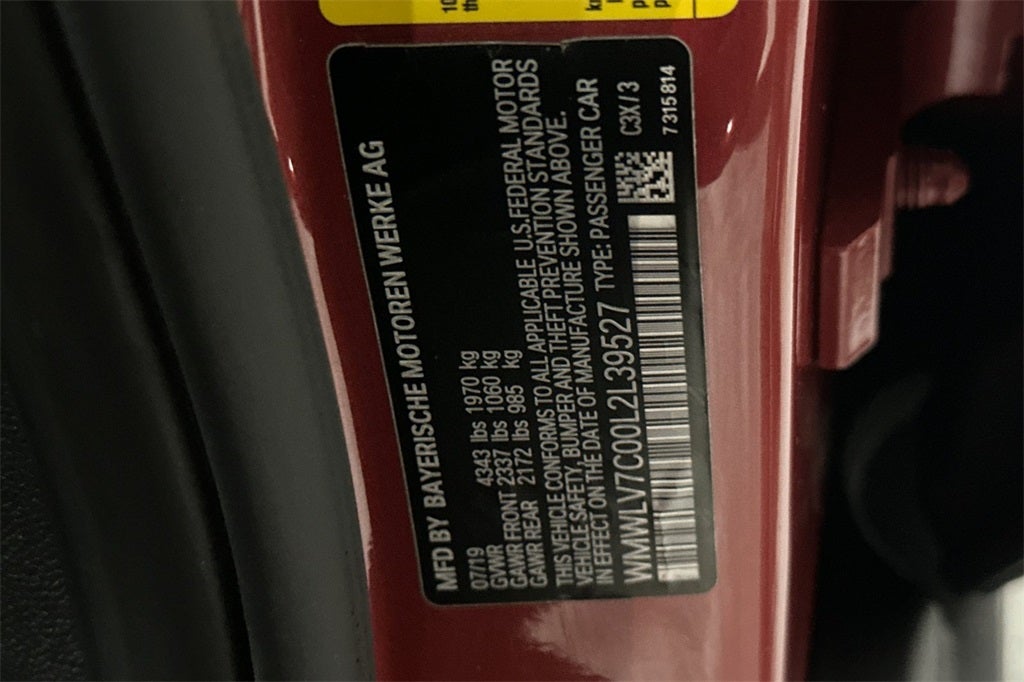 MFD BY BAYERISCHE MOTOREN WERKE AG
07/19
GVWR 4343 lbs 1970 kg
GAWR FRONT 2337 lbs 1060 kg
GAWR REAR 2172 lbs 985 kg
THIS VEHICLE CONFORMS TO ALL APPLICABLE U.S.FEDERAL MOTOR
VEHICLE SAFETY, BUMPER AND THEFT PREVENTION STANDARDS
IN EFFECT ON THE DATE OF MANUFACTURE SHOWN ABOVE.
WMWLV7C00L2L39527 TYPE: PASSENGER CAR
C3X/3
7315814